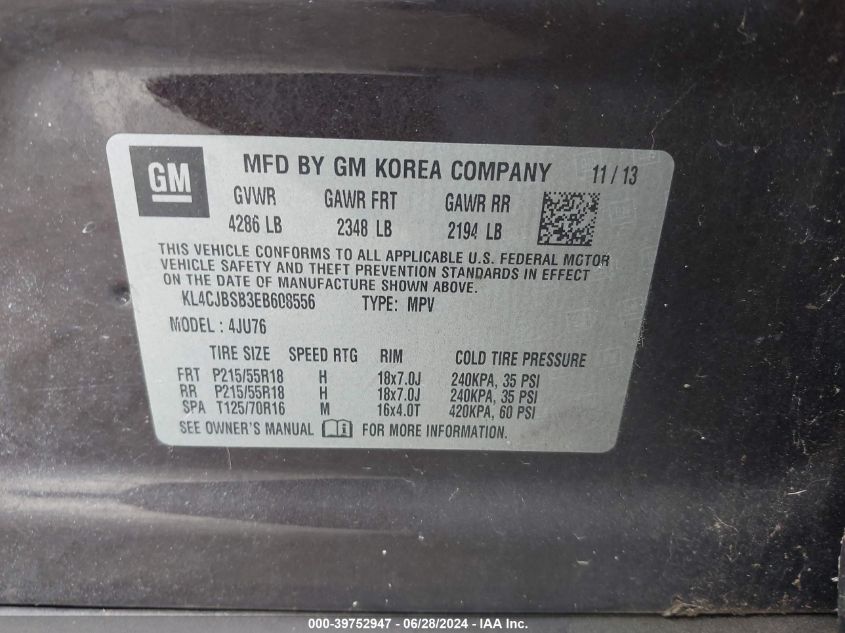 GM
MFD BY GM KOREA COMPANY 11 / 13
GVWR GAWR FRT GAWR RR
4286 LB 2348 LB 2194 LB
THIS VEHICLE CONFORMS TO ALL APPLICABLE U.S. FEDERAL MOTOR
VEHICLE SAFETY AND THEFT PREVENTION STANDARDS IN EFFECT
ON THE DATE OF MANUFACTURE SHOWN ABOVE.
KL4CJBSB3EB608556 TYPE: MPV
MODEL : 4JU76
TIRE SIZE SPEED RTG RIM COLD TIRE PRESSURE
FRT P215/55R18 H 18x7.0J 240KPA, 35 PSI
RR P215/55R18 H 18x7.0J 240KPA, 35 PSI
SPA T125/70R16 M 16x4.0T 420KPA, 60 PSI
SEE OWNER'S MANUAL i FOR MORE INFORMATION.
000-39752947 - 06/28/2024 - IAA Inc.